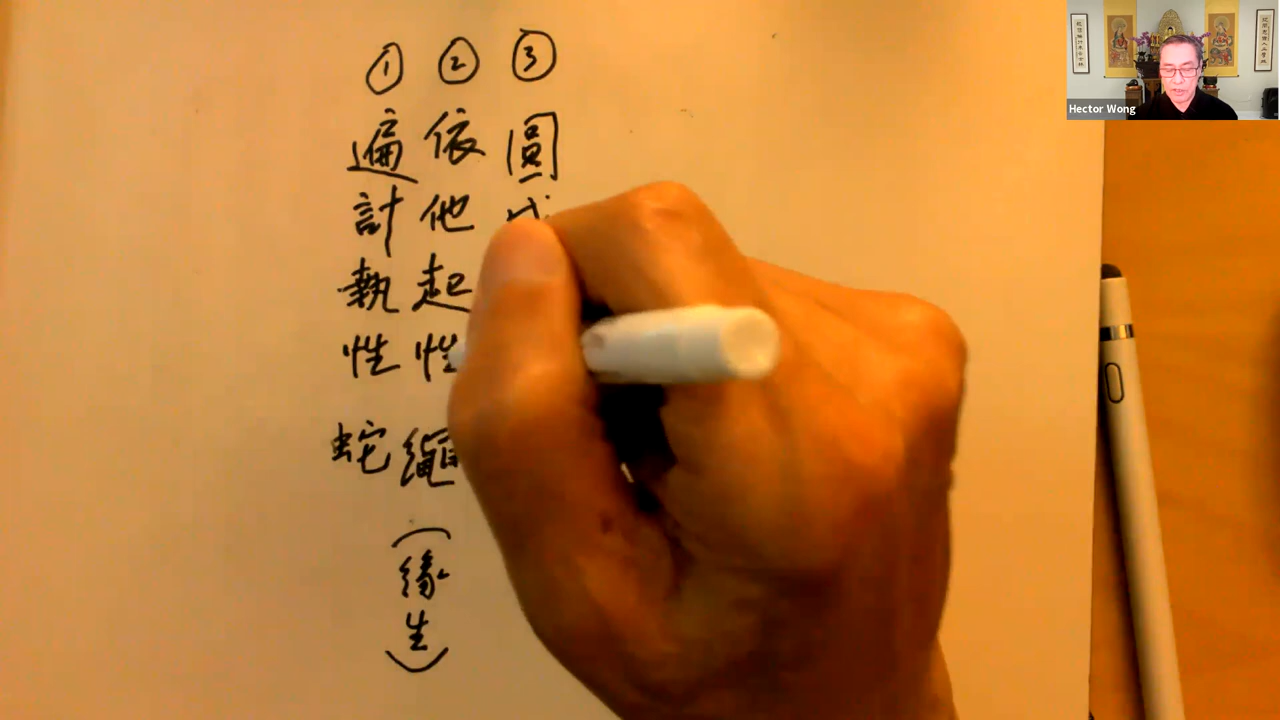 ① 遍計執性 蛇
② 依他起性 繩 (緣生)
③ 圓
Hector Wong